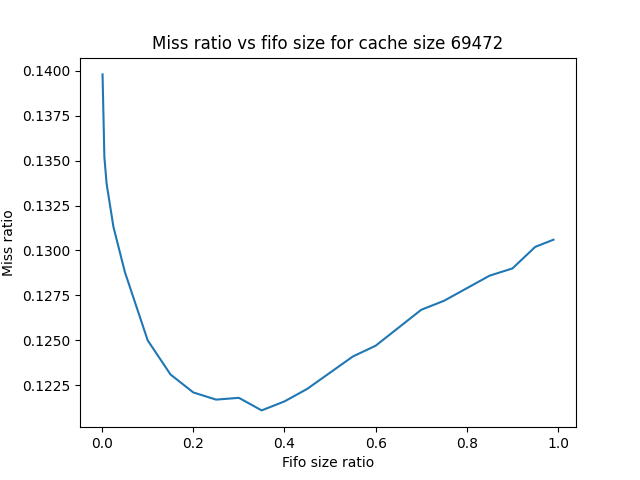 Miss ratio vs fifo size for cache size 69472
0.1400
0.1375
0.1350
0.1325
0.1300
0.1275
0.1250
0.1225
Miss ratio
0.0 0.2 0.4 0.6 0.8 1.0
Fifo size ratio